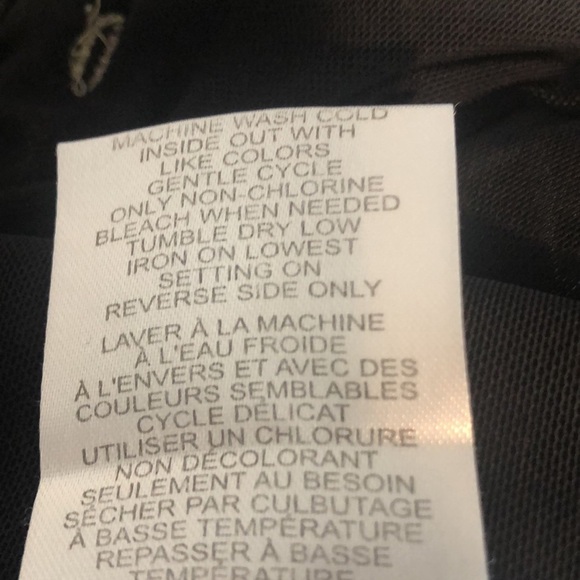 MACHINE WASH COLD
INSIDE OUT WITH
LIKE COLORS
GENTLE CYCLE
ONLY NON-CHLORINE
BLEACH WHEN NEEDED
TUMBLE DRY LOW
IRON ON LOWEST
SETTING ON
REVERSE SIDE ONLY
LAVER À LA MACHINE
À L'EAU FROIDE
À L'ENVERS ET AVEC DES
COULEURS SEMBLABLES
CYCLE DÉLICAT
UTILISER UN CHLORURE
NON DÉCOLORANT
SEULEMENT AU BESOIN
SÉCHER PAR CULBUTAGE
À BASSE TEMPÉRATURE
REPASSER À BASSE
TEMPÉRATURE